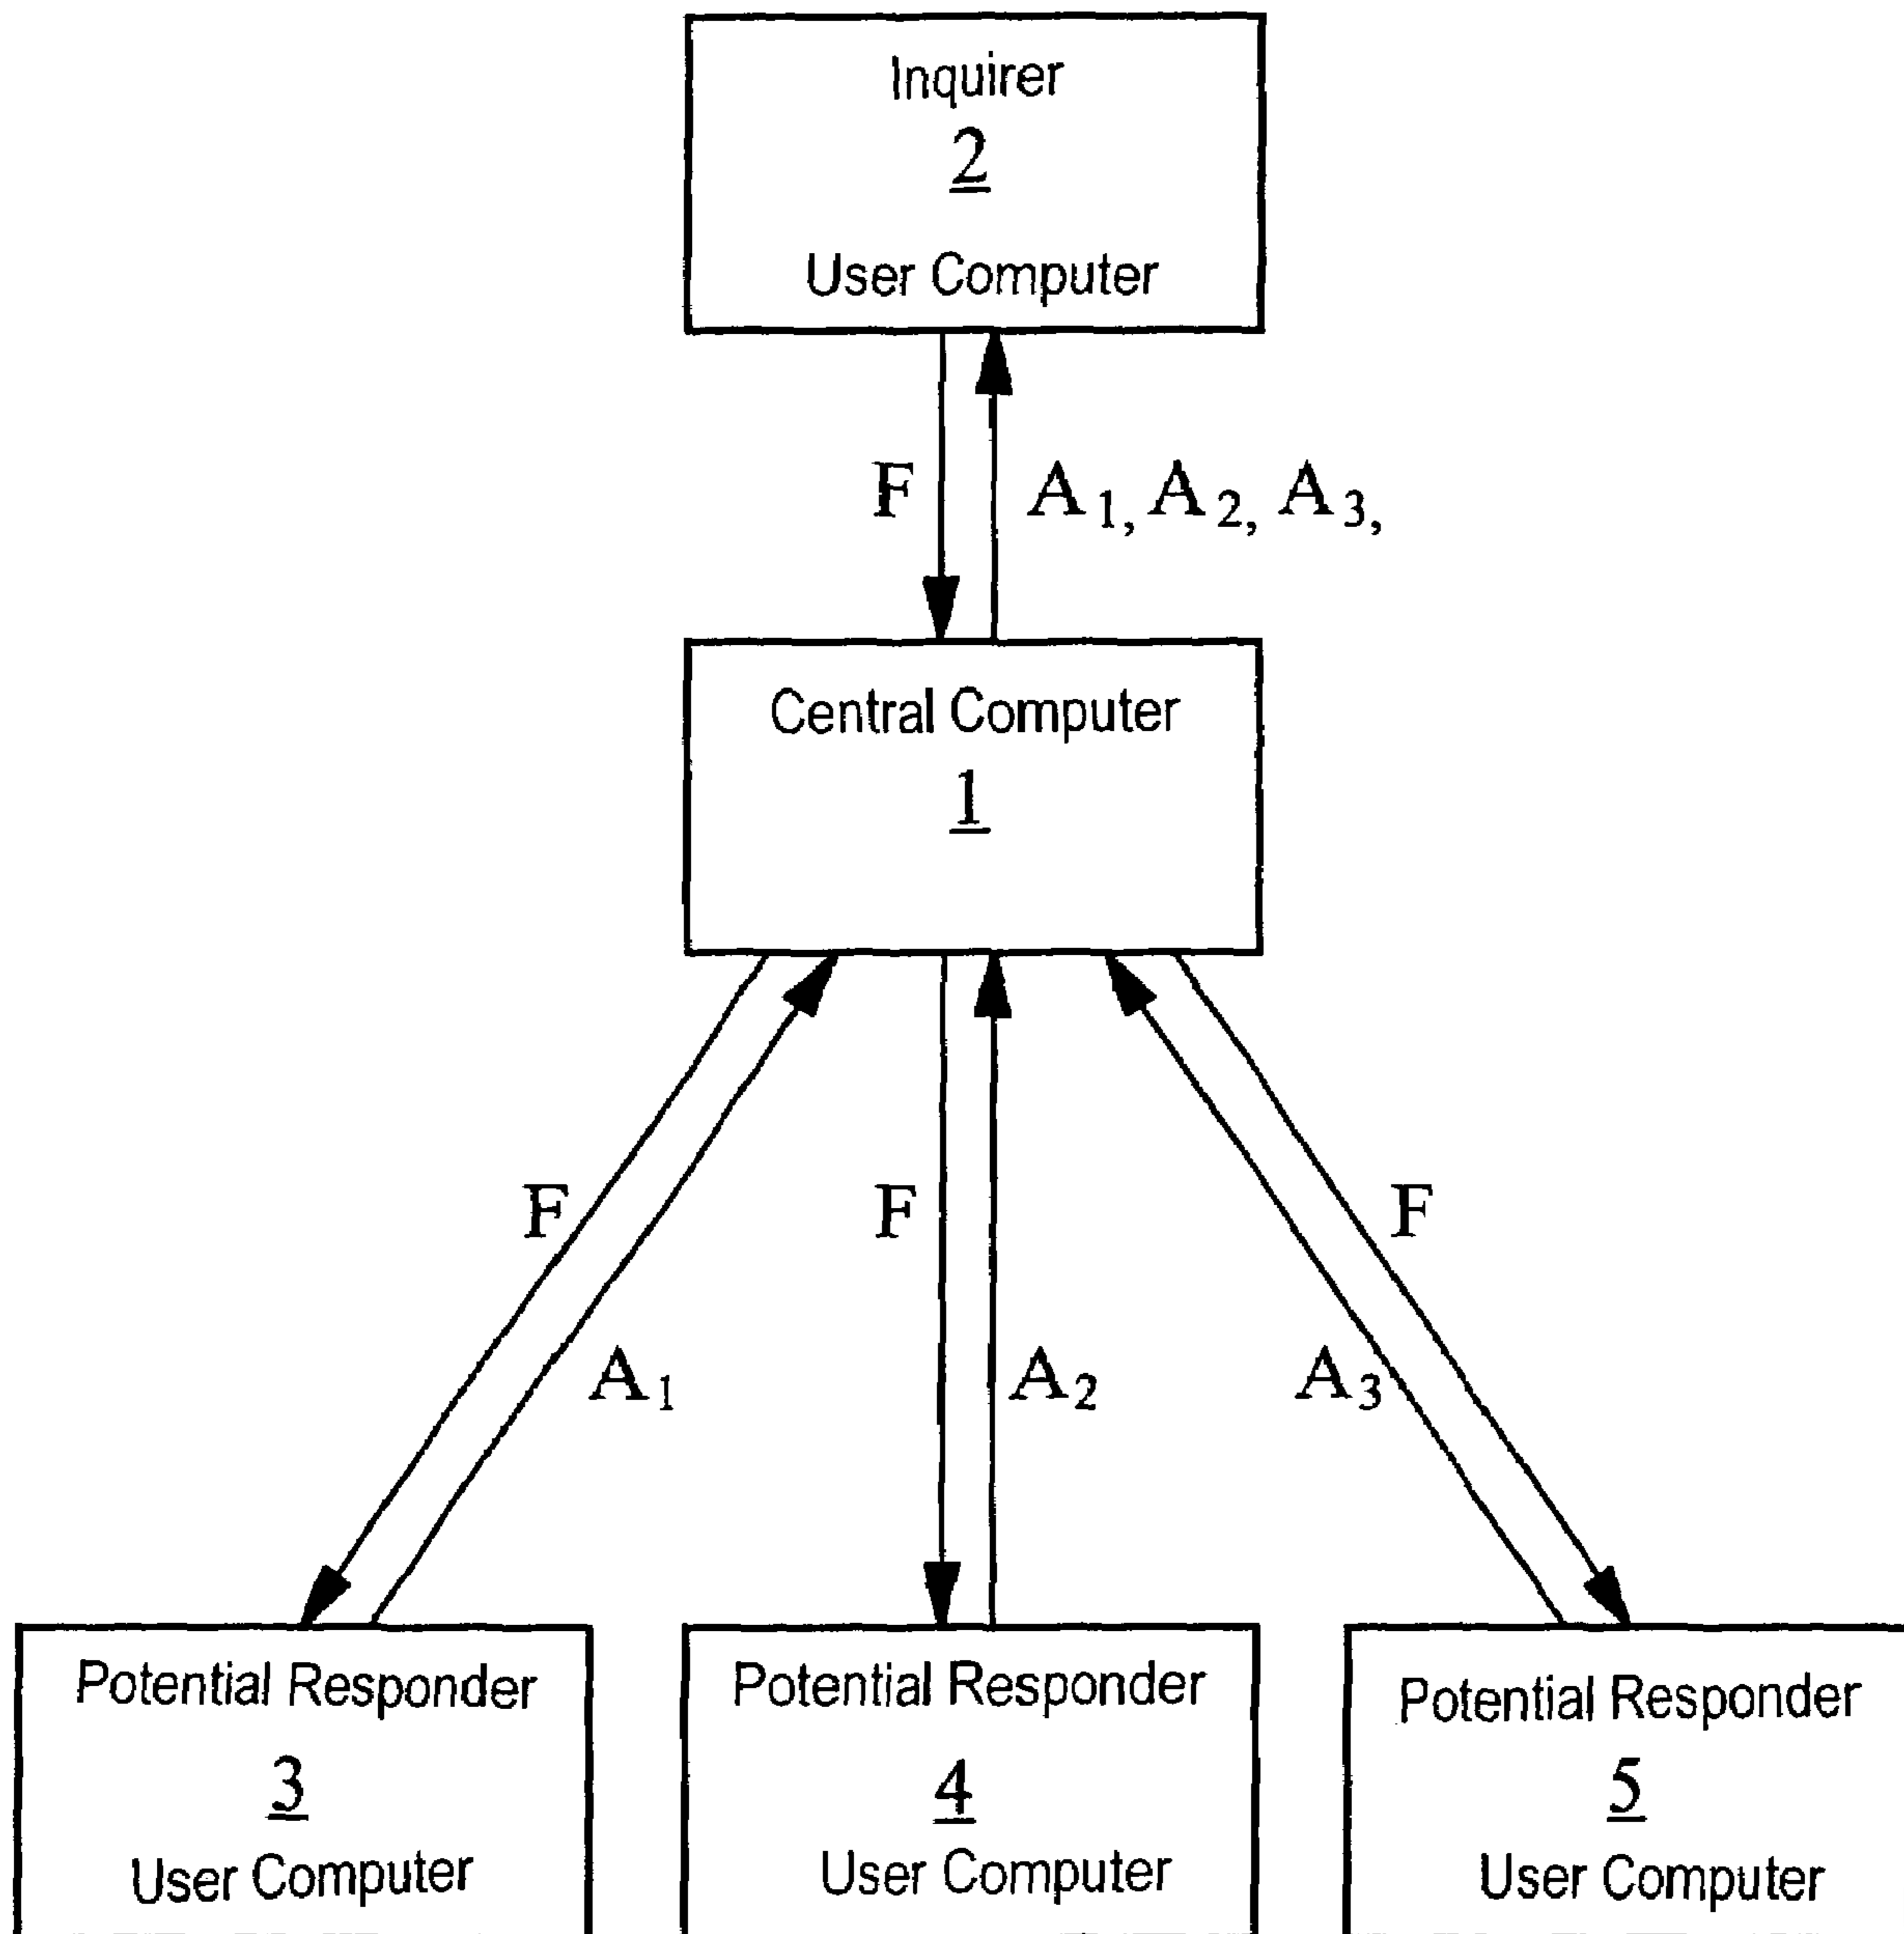 Inquirer
2
User Computer
F
A1, A2, A3,
Central Computer
1
F
F
F
A1
A2
A3
Potential Responder
3
User Computer
Potential Responder
4
User Computer
Potential Responder
5
User Computer